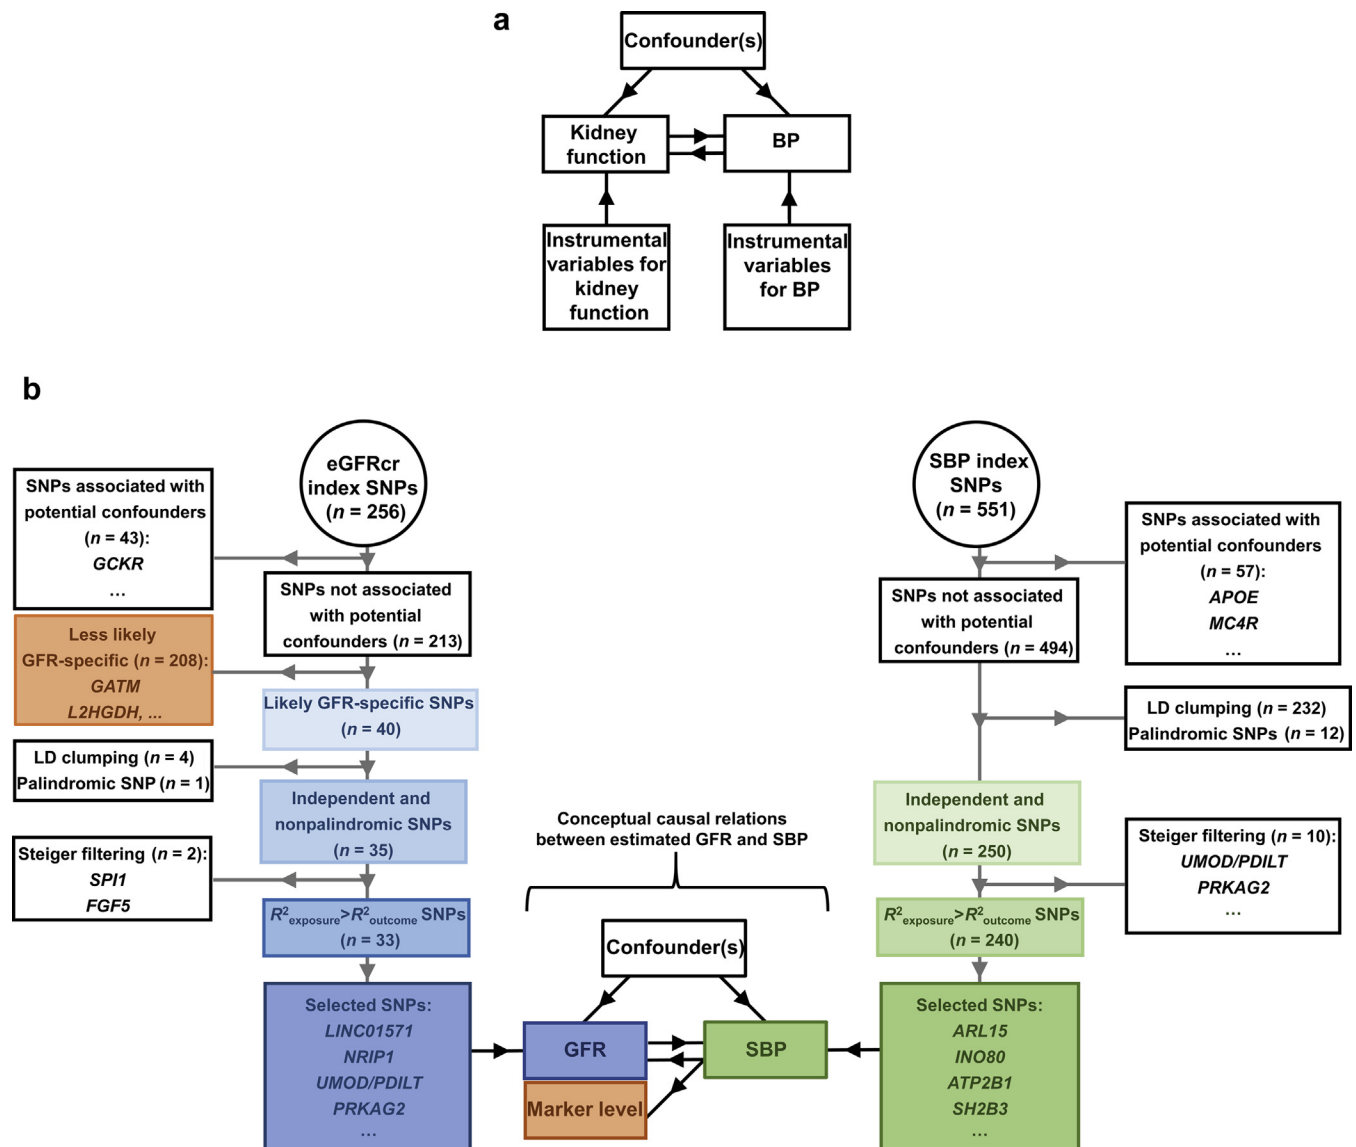 a
Confounder(s)
Kidney
function
BP
Instrumental
variables for
kidney
function
Instrumental
variables
for BP
b
eGFRcr
index SNPs
(n = 256)
SNPs associated with
potential confounders
(n = 43):
GCKR
...
SNPs not associated
with potential
confounders (n = 213)
Less likely
GFR-specific (n = 208):
GATM
L2HGDH, ...
Likely GFR-specific SNPs
(n = 40)
LD clumping (n = 4)
Palindromic SNP (n = 1)
Independent and
nonpalindromic SNPs
(n = 35)
Steiger filtering (n = 2):
SPI1
FGF5
R²exposure>R²outcome SNPs
(n = 33)
Selected SNPs:
LINC01571
NRIP1
UMOD/PDILT
PRKAG2
...
Conceptual causal relations
between estimated GFR and SBP
Confounder(s)
GFR
SBP
Marker level
SBP index
SNPs
(n = 551)
SNPs associated with
potential confounders
(n = 57):
APOE
MC4R
...
SNPs not associated
with potential
confounders (n = 494)
LD clumping (n = 232)
Palindromic SNPs (n = 12)
Independent and
nonpalindromic SNPs
(n = 250)
Steiger filtering (n = 10):
UMOD/PDILT
PRKAG2
...
R²exposure>R²outcome SNPs
(n = 240)
Selected SNPs:
ARL15
INO80
ATP2B1
SH2B3
...